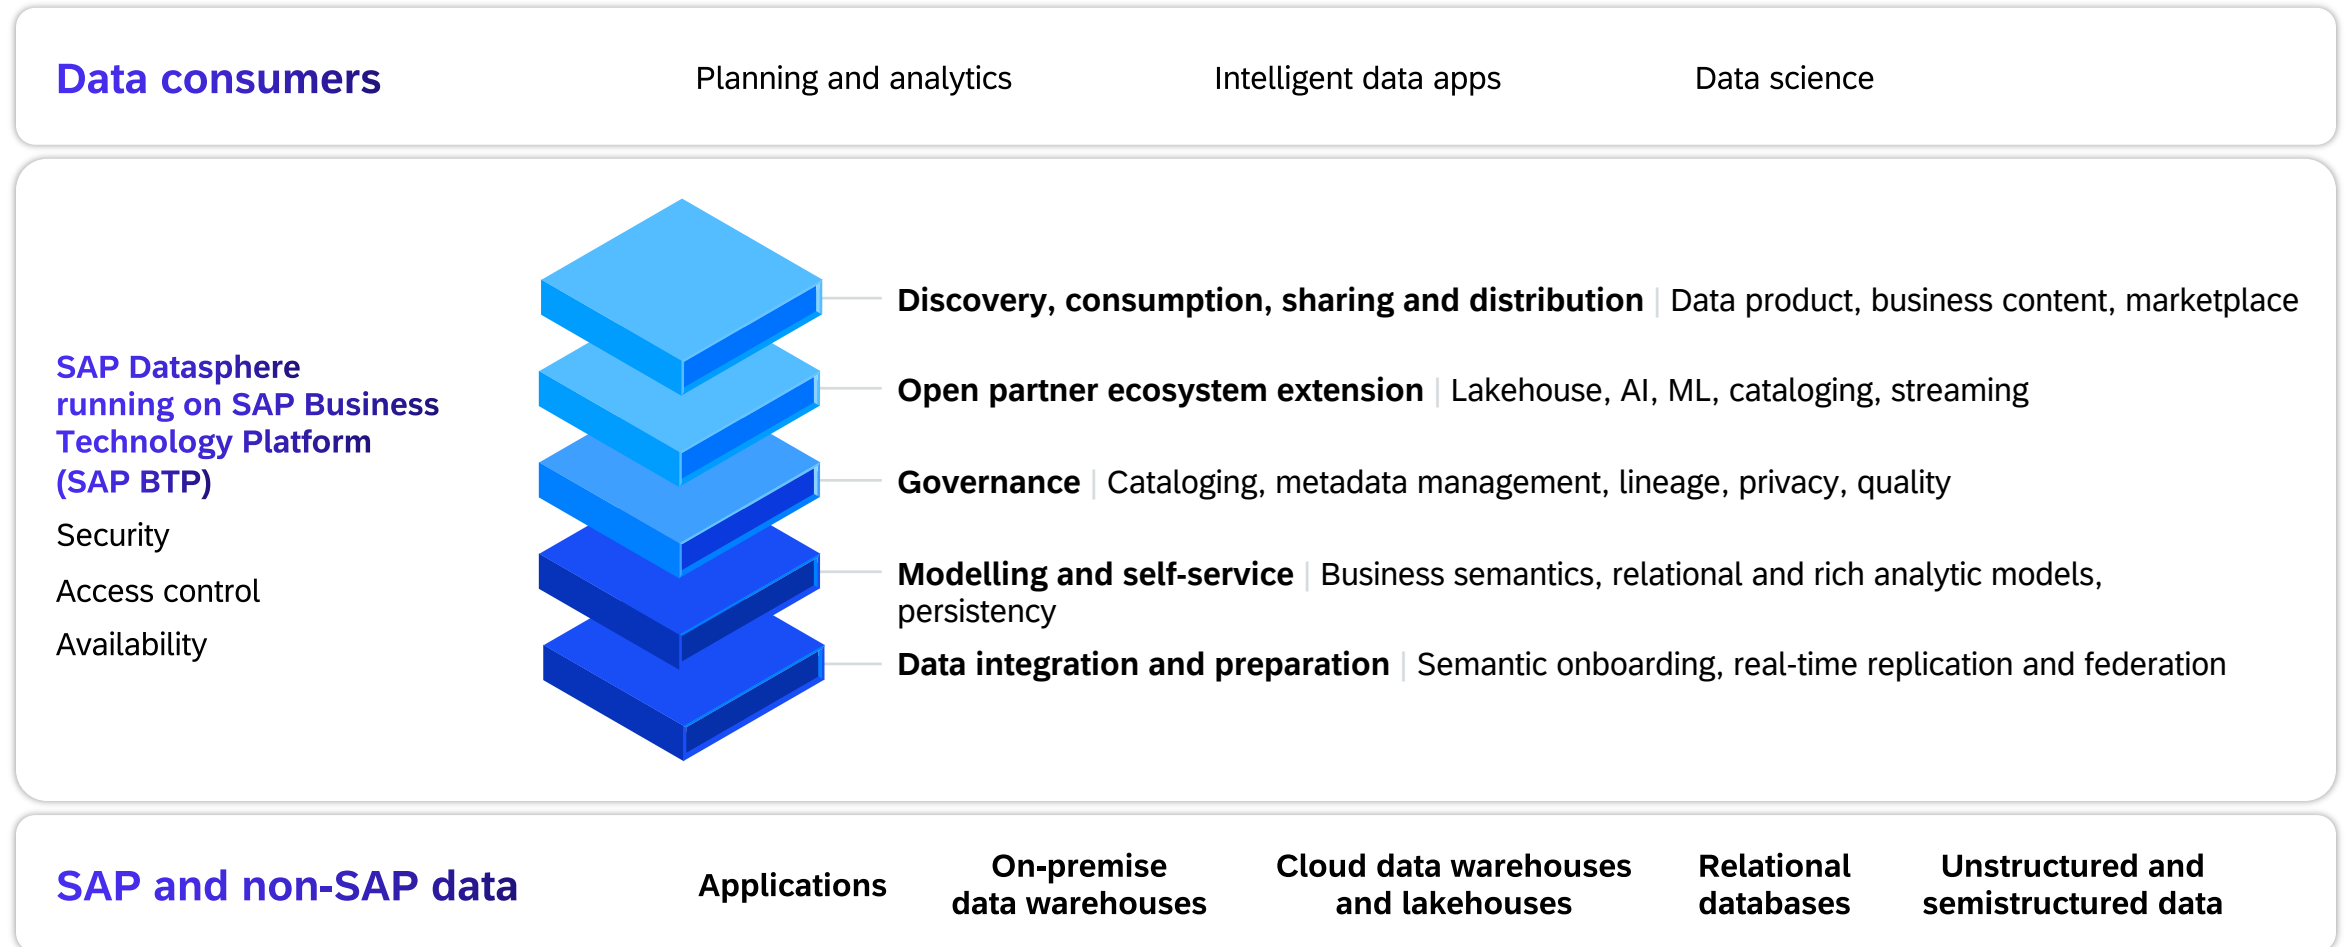 Data consumers
Planning and analytics
Intelligent data apps
Data science
SAP Datasphere
running on SAP Business
Technology Platform
(SAP BTP)
Security
Access control
Availability
Discovery, consumption, sharing and distribution | Data product, business content, marketplace
Open partner ecosystem extension | Lakehouse, AI, ML, cataloging, streaming
Governance | Cataloging, metadata management, lineage, privacy, quality
Modelling and self-service | Business semantics, relational and rich analytic models,
persistency
Data integration and preparation | Semantic onboarding, real-time replication and federation
SAP and non-SAP data
Applications
On-premise
data warehouses
Cloud data warehouses
and lakehouses
Relational
databases
Unstructured and
semistructured data